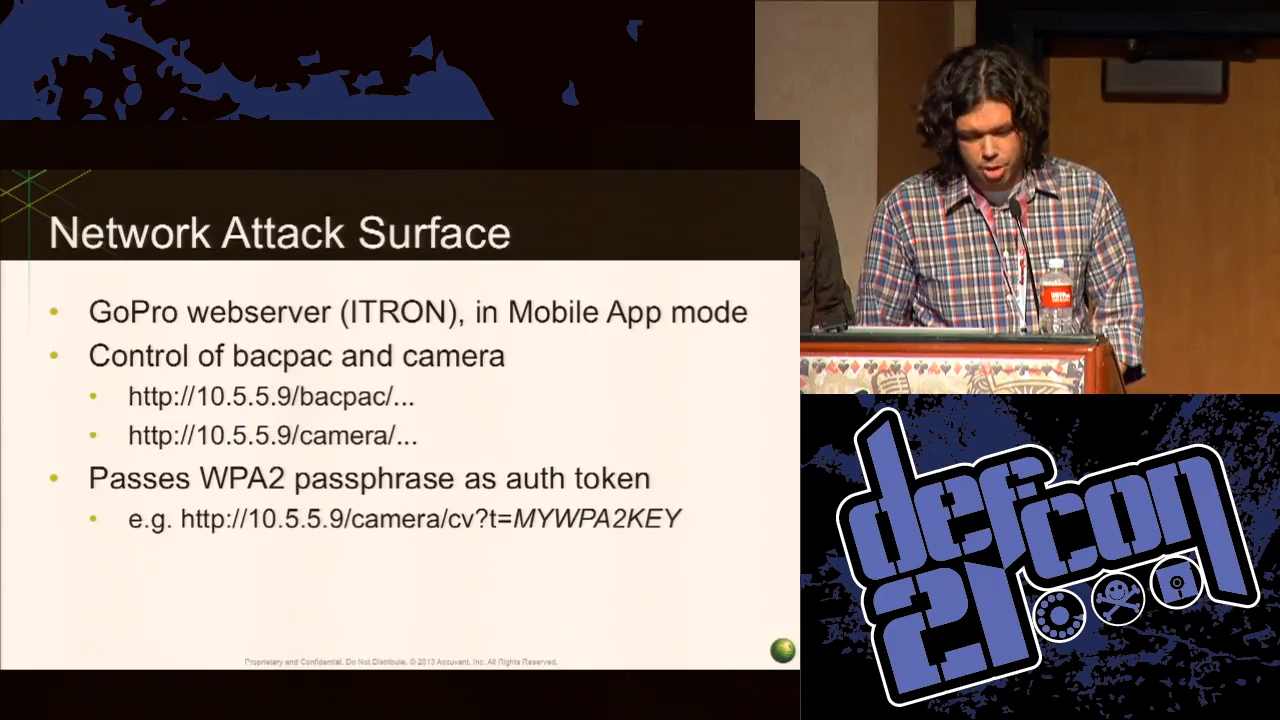 Network Attack Surface
• GoPro webserver (ITRON), in Mobile App mode
• Control of bacpac and camera
• http://10.5.5.9/bacpac/...
• http://10.5.5.9/camera/...
• Passes WPA2 passphrase as auth token
• e.g. http://10.5.5.9/camera/cv?t=MYWPA2KEY
Proprietary and Confidential. Do Not Distribute. © 2013 Accuvant, Inc. All Rights Reserved.
defcon
21